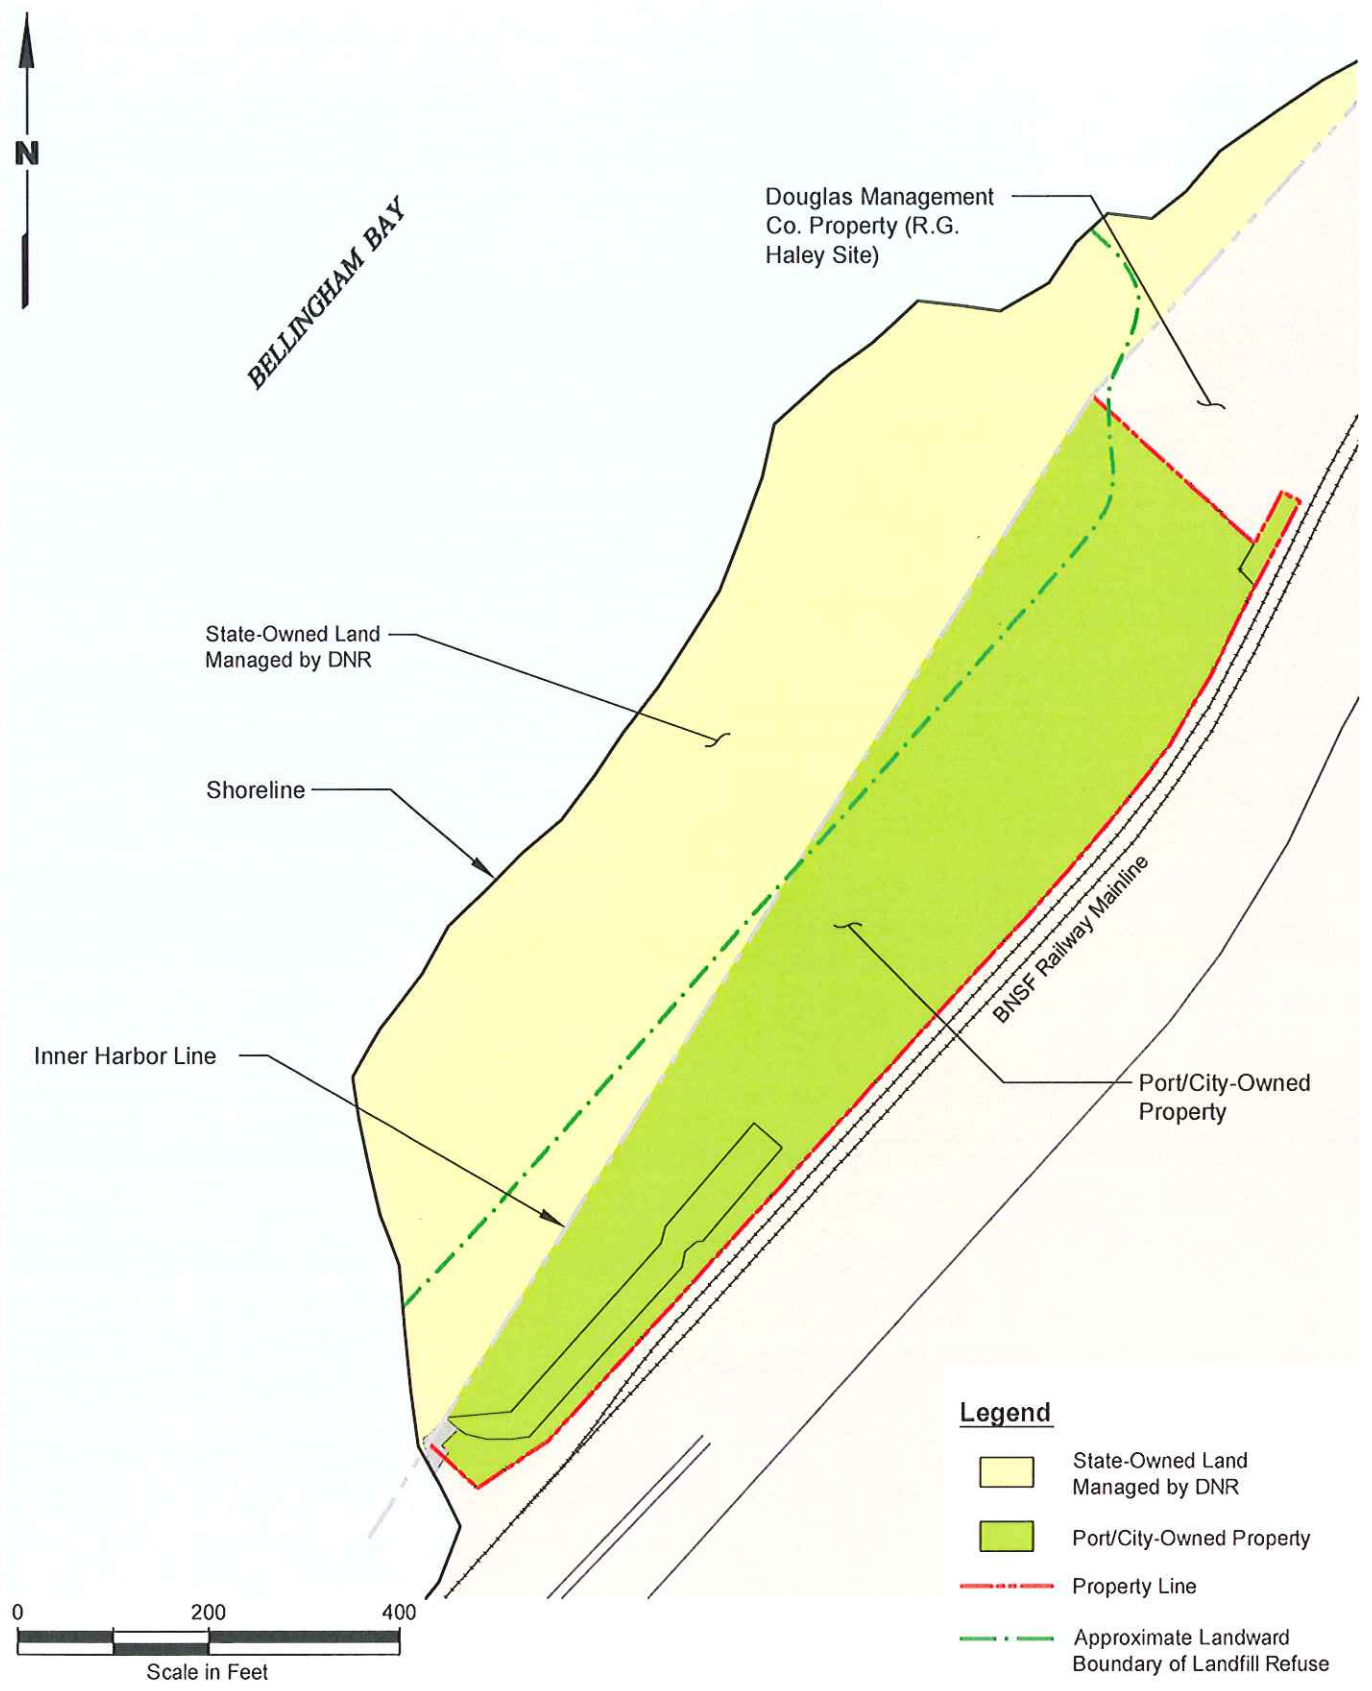 N
BELLINGHAM BAY
Douglas Management
Co. Property (R.G.
Haley Site)
State-Owned Land
Managed by DNR
Shoreline
Inner Harbor Line
BNSF Railway Mainline
Port/City-Owned
Property
Legend
State-Owned Land
Managed by DNR
Port/City-Owned Property
Property Line
Approximate Landward
Boundary of Landfill Refuse
0 200 400
Scale in Feet